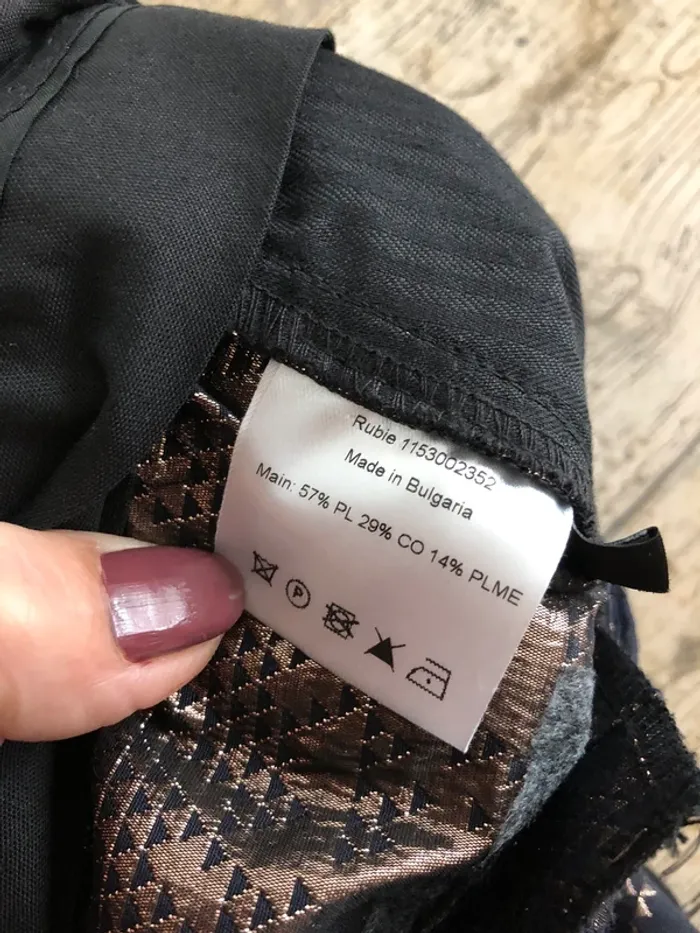 Rubie 1153002352
Made in Bulgaria
Main: 57% PL 29% CO 14% PLME
P